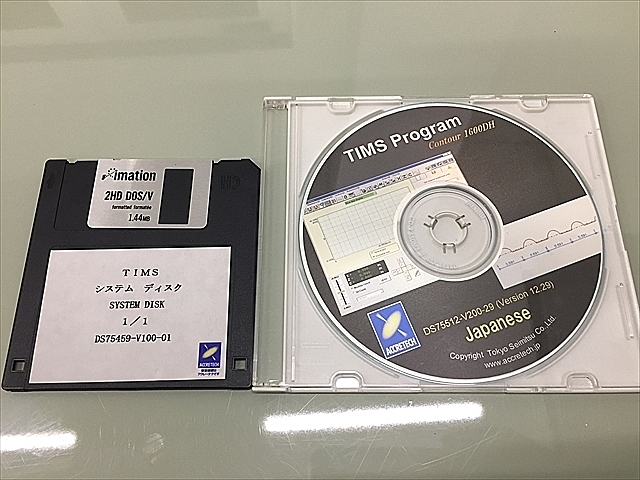 imation
2HD DOS/V
formatted formatée
1.44MB
TIMS
システム ディスク
SYSTEM DISK
1/1
DS75459-V100-01
ACCRETECH
TIMS Program
Contour 1600DH
DS75512-V200-29 (Version 12.29)
Japanese
ACCRETECH
Copyright Tokyo Seimitsu Co.,Ltd.
www.accretech.jp